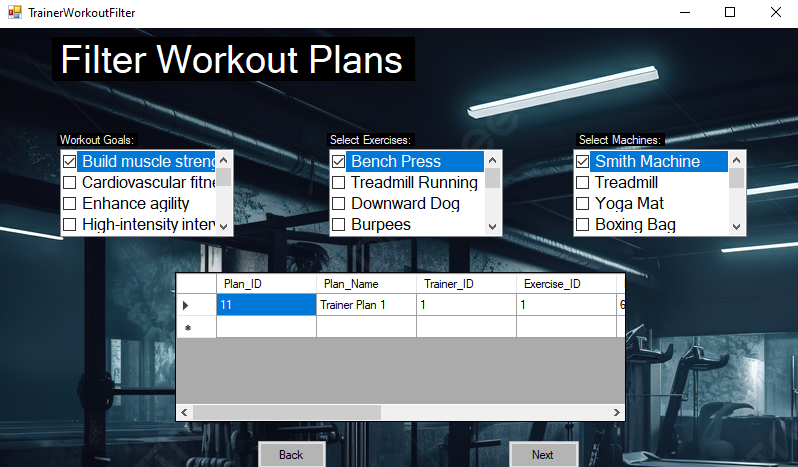 TrainerWorkoutFilter
Filter Workout Plans
Workout Goals:
Select Exercises:
Select Machines:
Build muscle streng
Bench Press
Smith Machine
Cardiovascular fitne
Treadmill Running
Treadmill
Enhance agility
Downward Dog
Yoga Mat
High-intensity interv
Burpees
Boxing Bag
Plan_ID Plan_Name Trainer_ID Exercise_ID
11 Trainer Plan 1 1 1 6
Back
Next